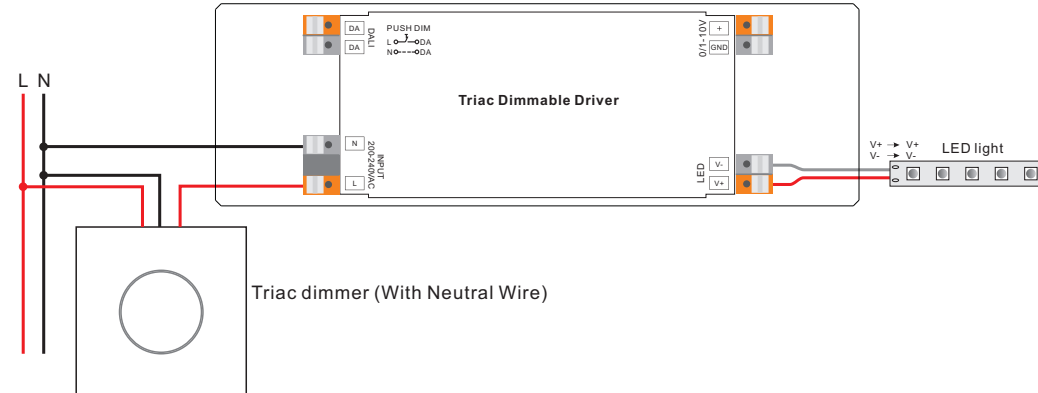 L N
DA
DA
DALI
PUSH DIM
L DA
N DA
0/1-10V
+
GND
Triac Dimmable Driver
N
INPUT
200-240VAC
L
LED
V-
V+
V+ → V+
V- → V-
LED light
Triac dimmer (With Neutral Wire)